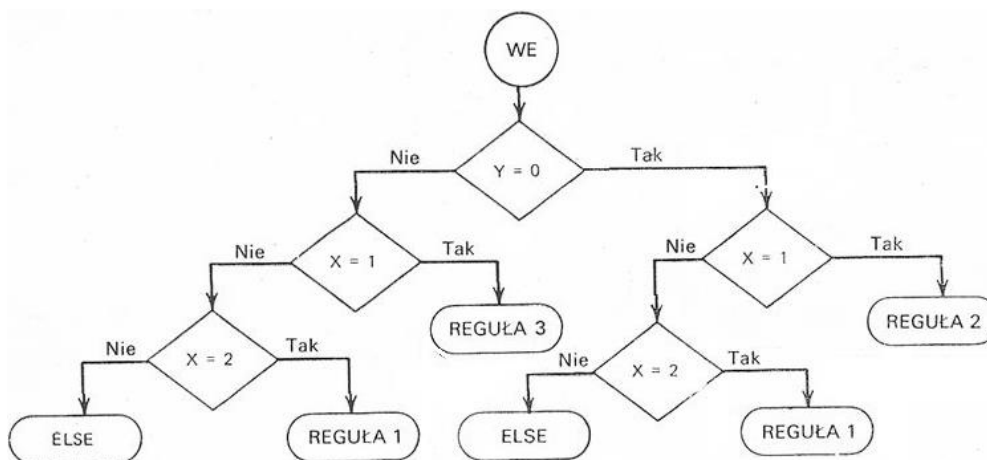 WE
Nie
Y = 0
Tak
Nie
X = 1
Tak
Nie
X = 1
Tak
Nie
X = 2
Tak
REGUŁA 3
Nie
X = 2
Tak
REGUŁA 2
ELSE
REGUŁA 1
ELSE
REGUŁA 1